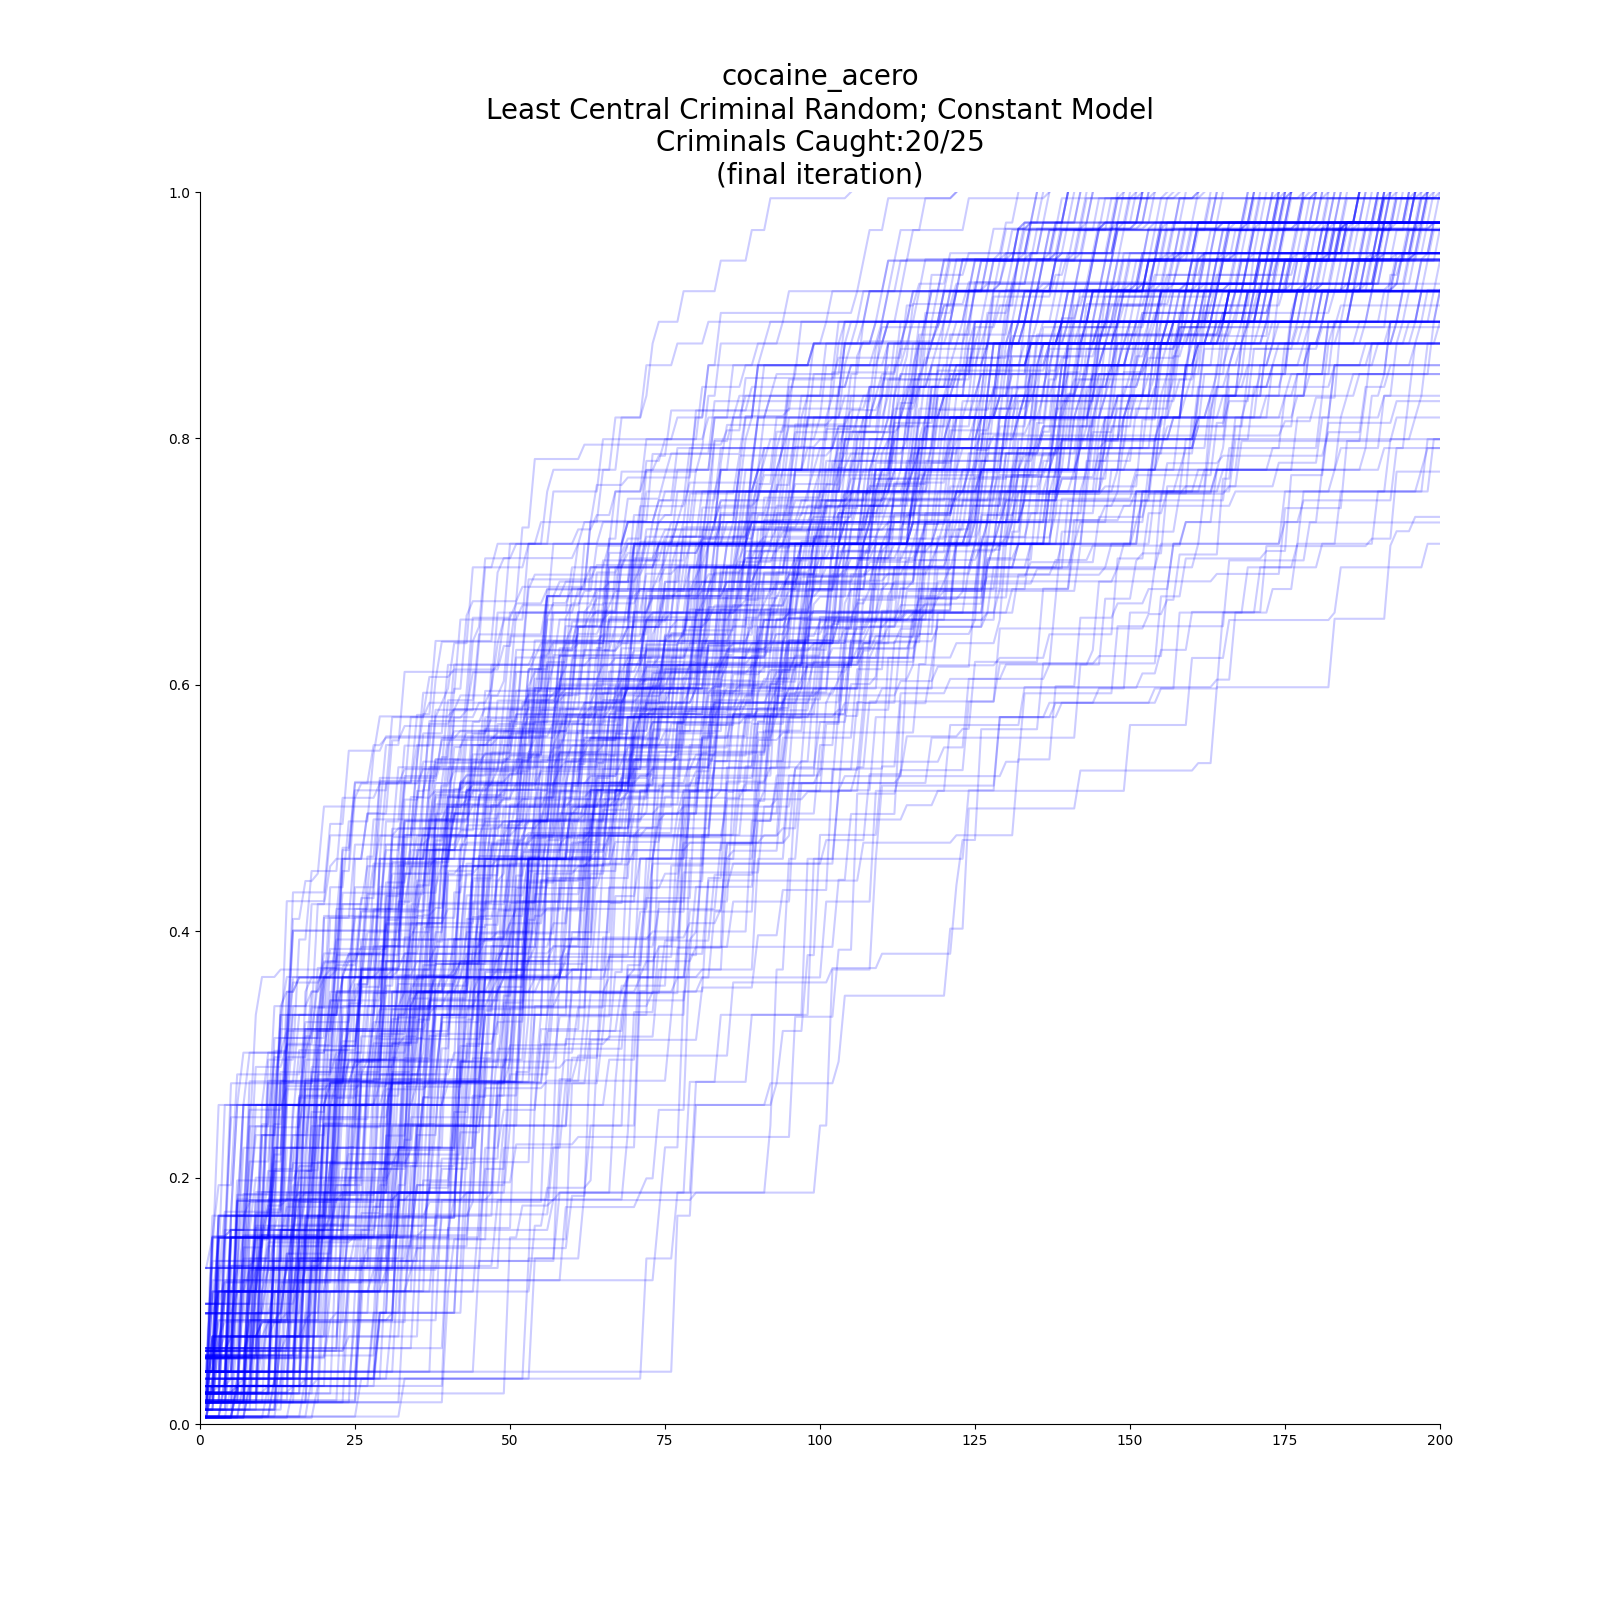 cocaine_acero
Least Central Criminal Random; Constant Model
Criminals Caught:20/25
(final iteration)
1.0
0.8
0.6
0.4
0.2
0.0
0 25 50 75 100 125 150 175 200